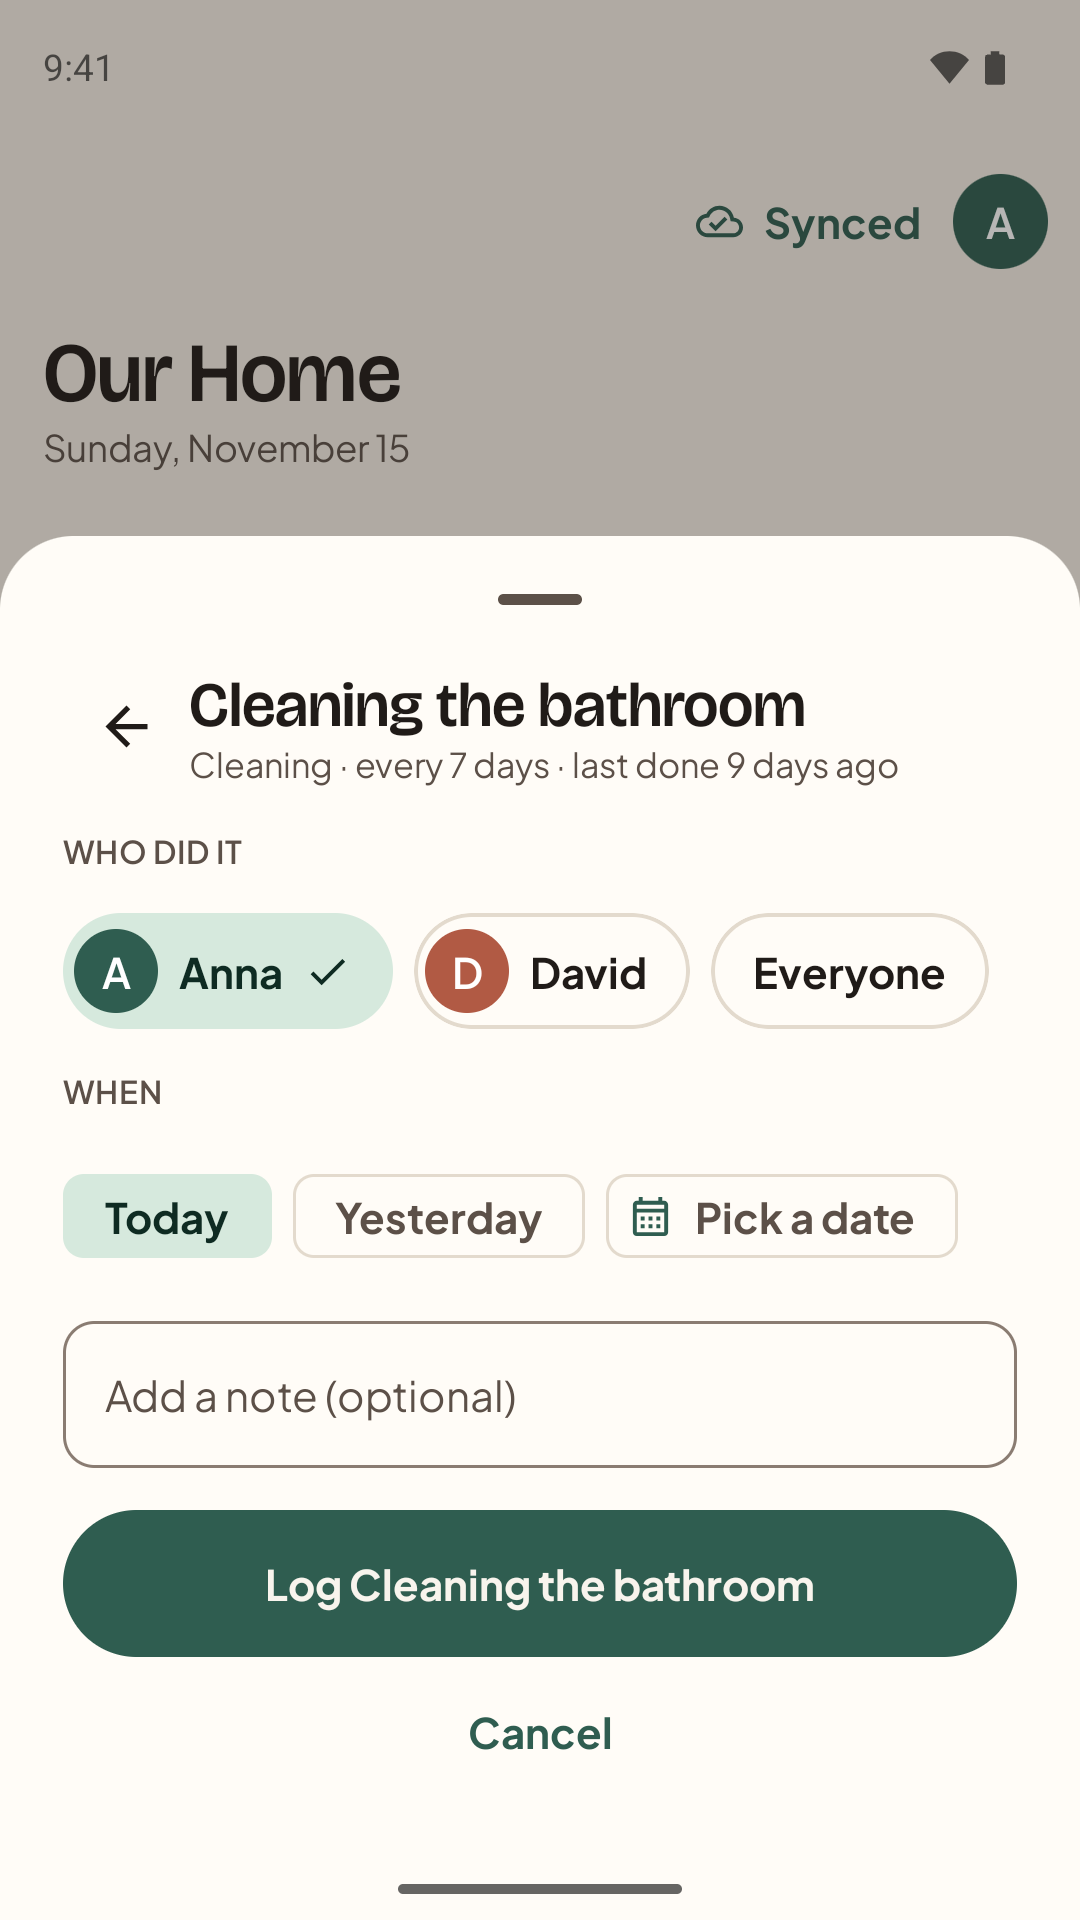 9:41
Synced
A
Our Home
Sunday, November 15
Cleaning the bathroom
Cleaning · every 7 days · last done 9 days ago
WHO DID IT
A Anna
D David
Everyone
WHEN
Today
Yesterday
Pick a date
Add a note (optional)
Log Cleaning the bathroom
Cancel